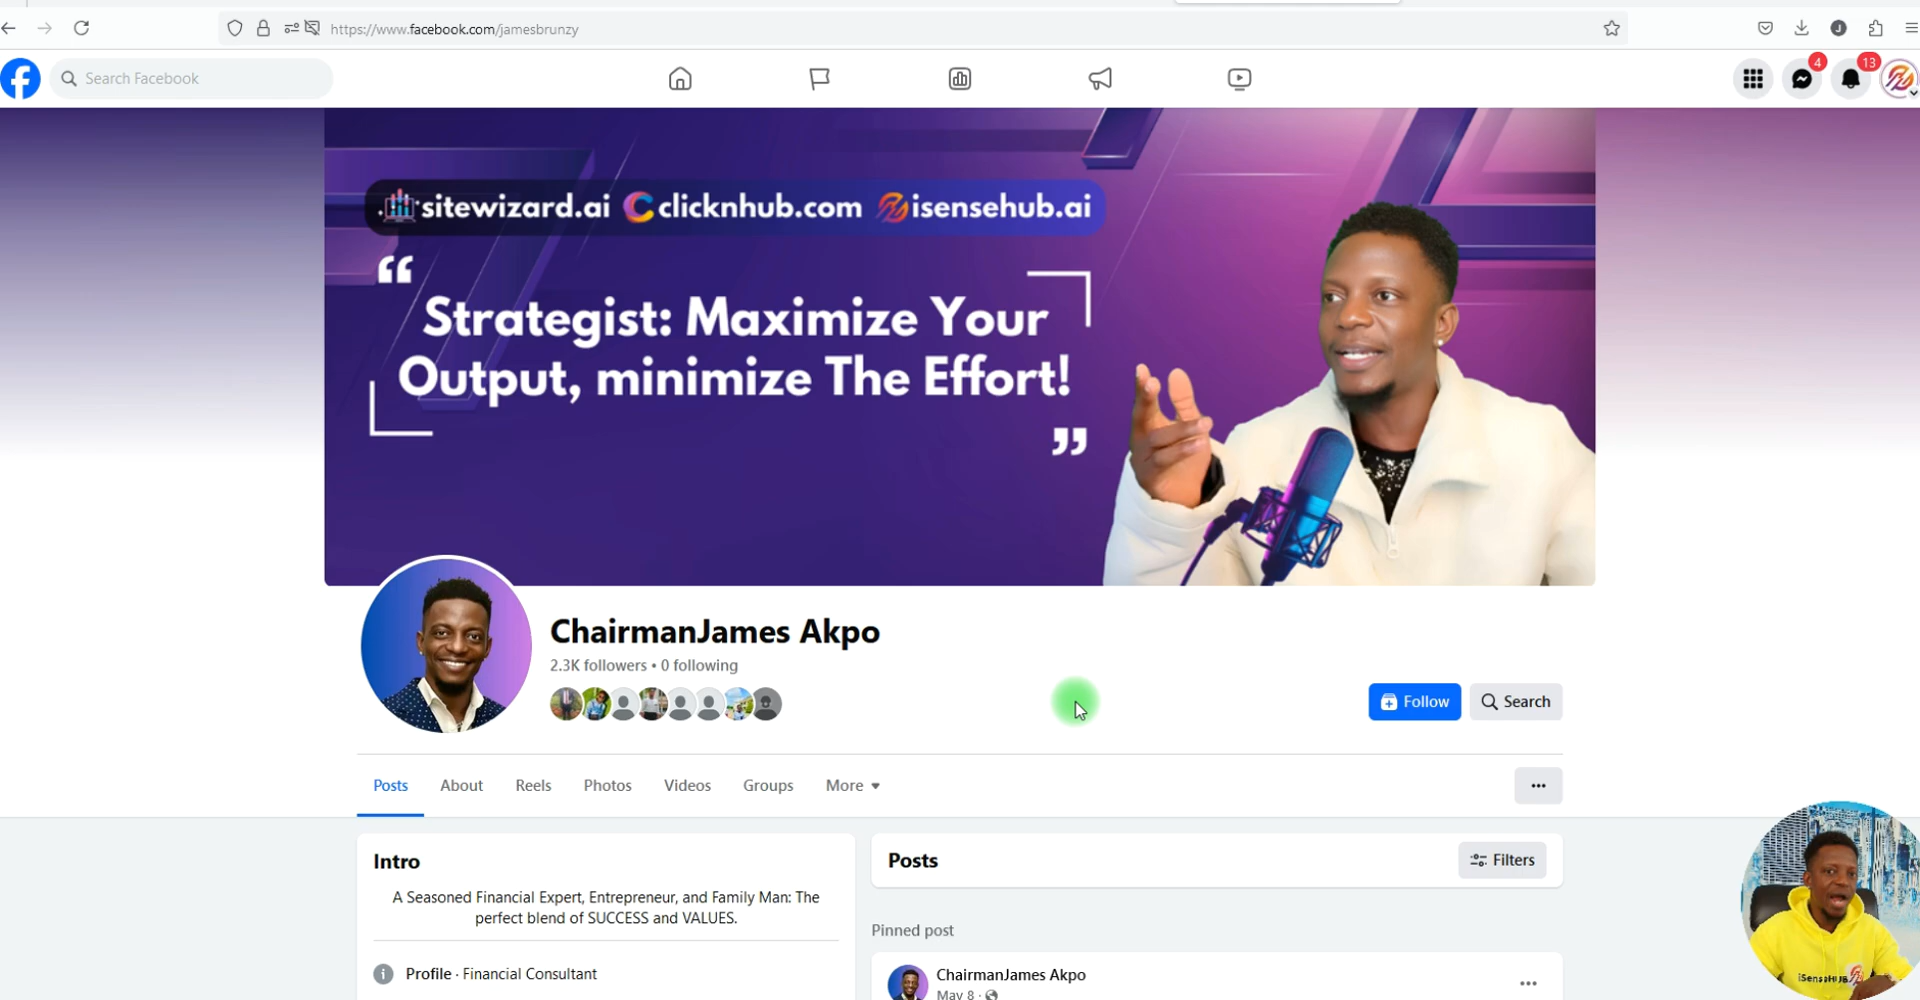 https://www.facebook.com/jamesbrunzy
J
Search Facebook
4
13
sitewizard.ai clicknhub.com isensehub.ai
“
Strategist: Maximize Your
Output, minimize The Effort!
”
ChairmanJames Akpo
2.3K followers • 0 following
Follow
Search
Posts
About
Reels
Photos
Videos
Groups
More
Intro
A Seasoned Financial Expert, Entrepreneur, and Family Man: The
perfect blend of SUCCESS and VALUES.
Profile · Financial Consultant
Posts
Filters
Pinned post
ChairmanJames Akpo
May 8 ·
iSenseHUB